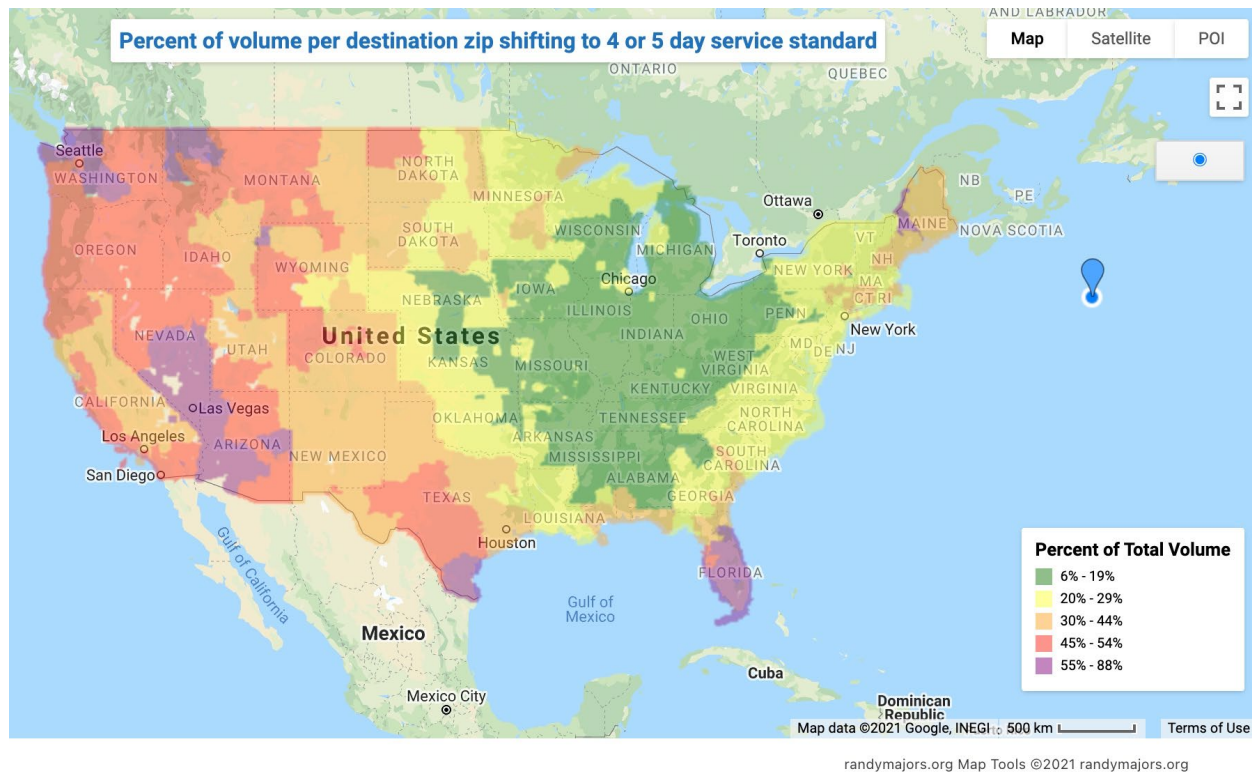 AND LABRADOR
Percent of volume per destination zip shifting to 4 or 5 day service standard
Map
Satellite
POI
ONTARIO
QUEBEC
Seattle
WASHINGTON
MONTANA
NORTH
DAKOTA
MINNESOTA
Ottawa
NB
PE
MAINE
NOVA SCOTIA
OREGON
IDAHO
WYOMING
SOUTH
DAKOTA
WISCONSIN
MICHIGAN
Toronto
VT
NH
NEW YORK
MA
CT RI
Chicago
NEBRASKA
IOWA
ILLINOIS
INDIANA
OHIO
PENN
New York
NEVADA
UTAH
United States
COLORADO
KANSAS
MISSOURI
WEST
VIRGINIA
MD
DE
NJ
KENTUCKY
VIRGINIA
CALIFORNIA
Las Vegas
OKLAHOMA
TENNESSEE
NORTH
CAROLINA
Los Angeles
ARIZONA
NEW MEXICO
ARKANSAS
MISSISSIPPI
SOUTH
CAROLINA
San Diego
TEXAS
ALABAMA
GEORGIA
LOUISIANA
Houston
Gulf of
California
FLORIDA
Gulf of
Mexico
Mexico
Mexico City
Cuba
Dominican
Republic
Percent of Total Volume
6% - 19%
20% - 29%
30% - 44%
45% - 54%
55% - 88%
Map data ©2021 Google, INEGI
500 km
Terms of Use
randymajors.org Map Tools ©2021 randymajors.org